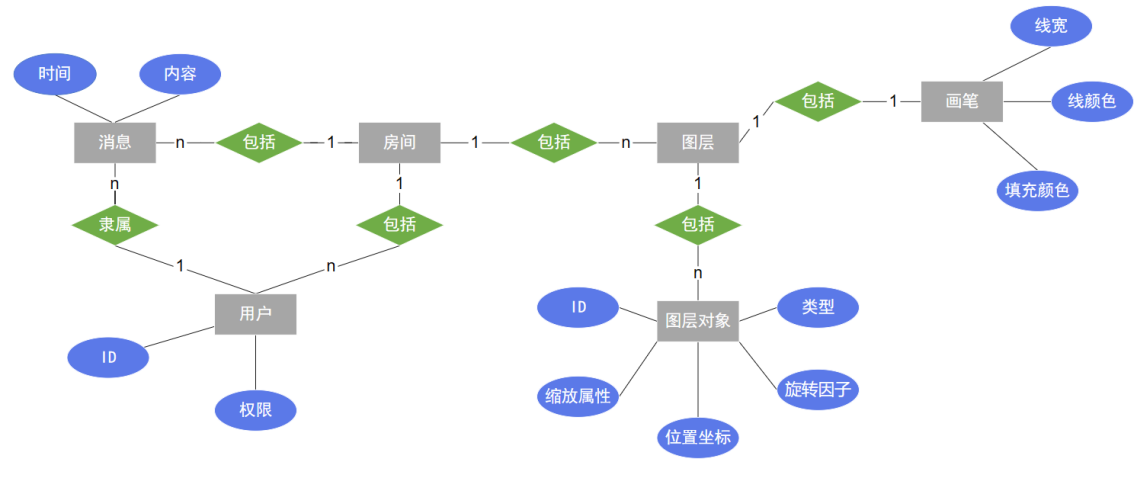 线宽
时间
内容
包括
1
画笔
线颜色
消息
n
包括
1
房间
1
包括
n
图层
1
填充颜色
n
1
1
隶属
包括
包括
1
n
n
用户
ID
类型
图层对象
ID
权限
缩放属性
旋转因子
位置坐标